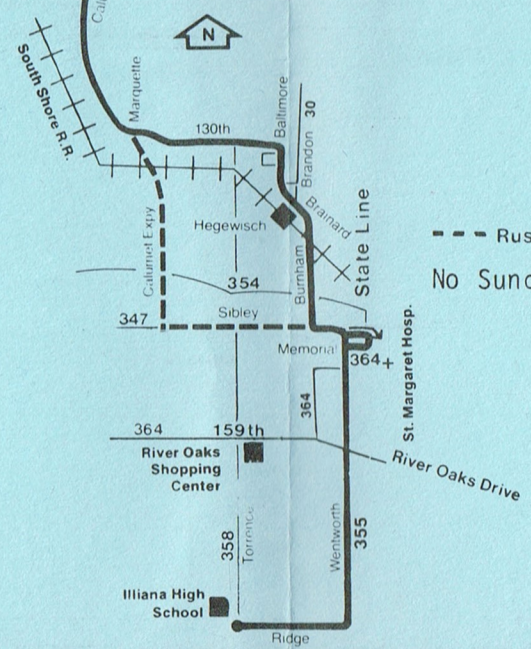 Cal
N
South Shore R.R.
Marquette
130th
Baltimore
Brandon
30
Brainard
Hegewisch
State Line
Calumet Expy
Burnham
Rus
No Sund
354
347
Sibley
Memorial
364+
St. Margaret Hosp.
364
364
159th
River Oaks
Shopping
Center
River Oaks Drive
358
Torrence
Wentworth
355
Illiana High
School
Ridge